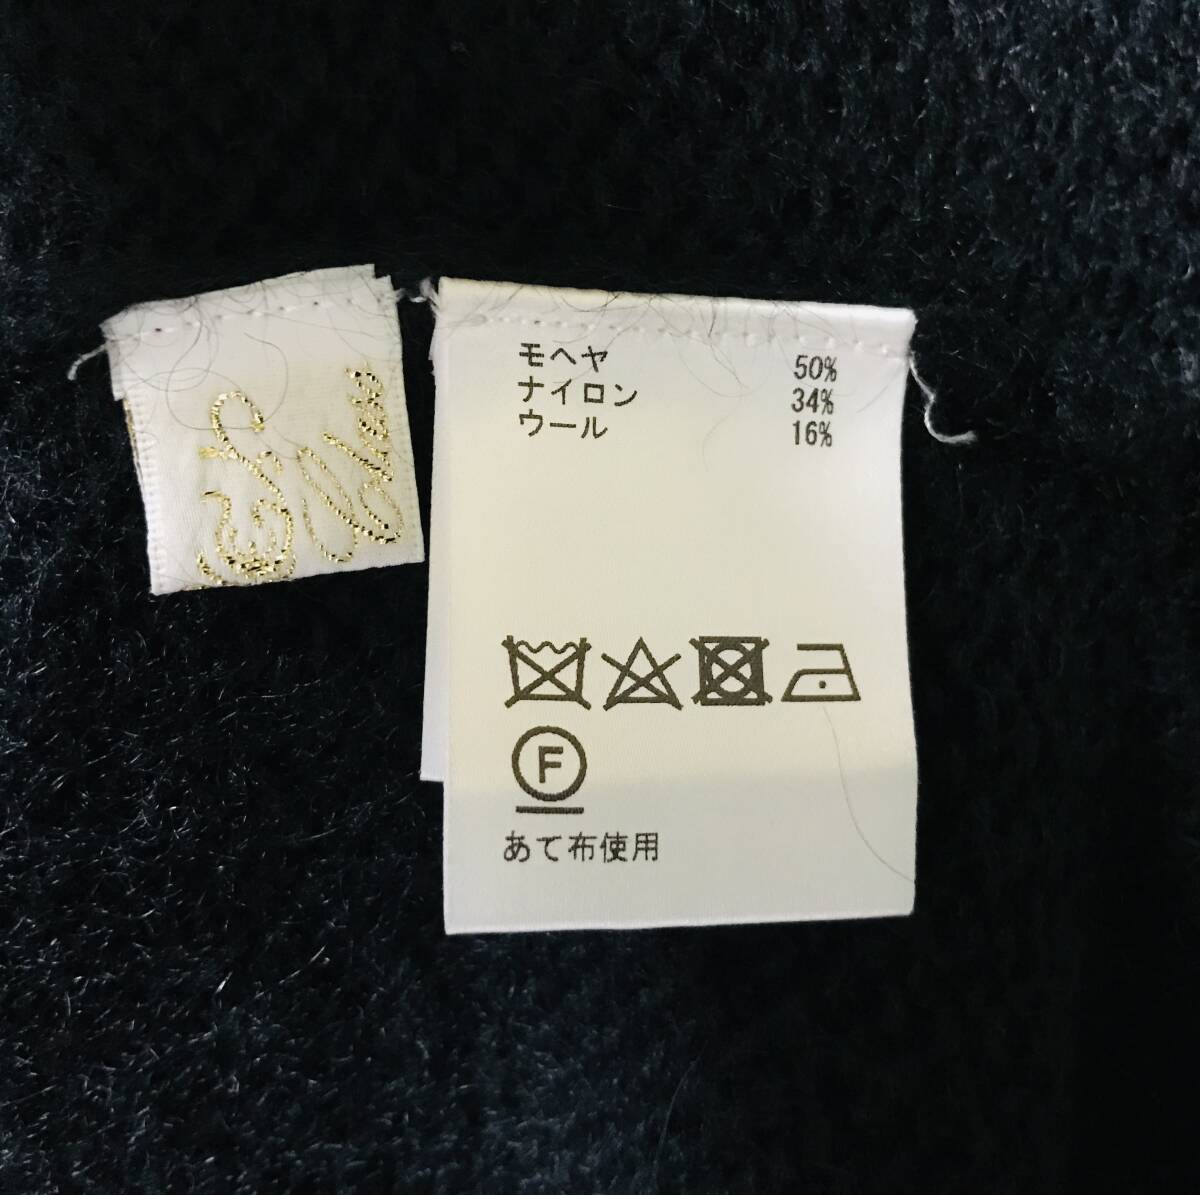 モヘヤ 50%
ナイロン 34%
ウール 16%
F
あて布使用